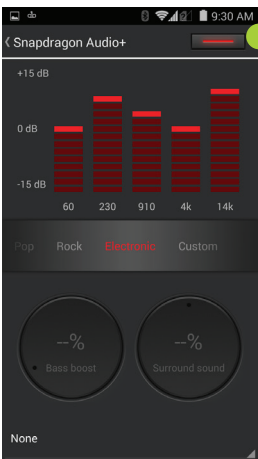 9:30 AM
Snapdragon Audio+
+15 dB
0 dB
-15 dB
60 230 910 4k 14k
Pop Rock Electronic Custom
--% --%
Bass boost Surround sound
None